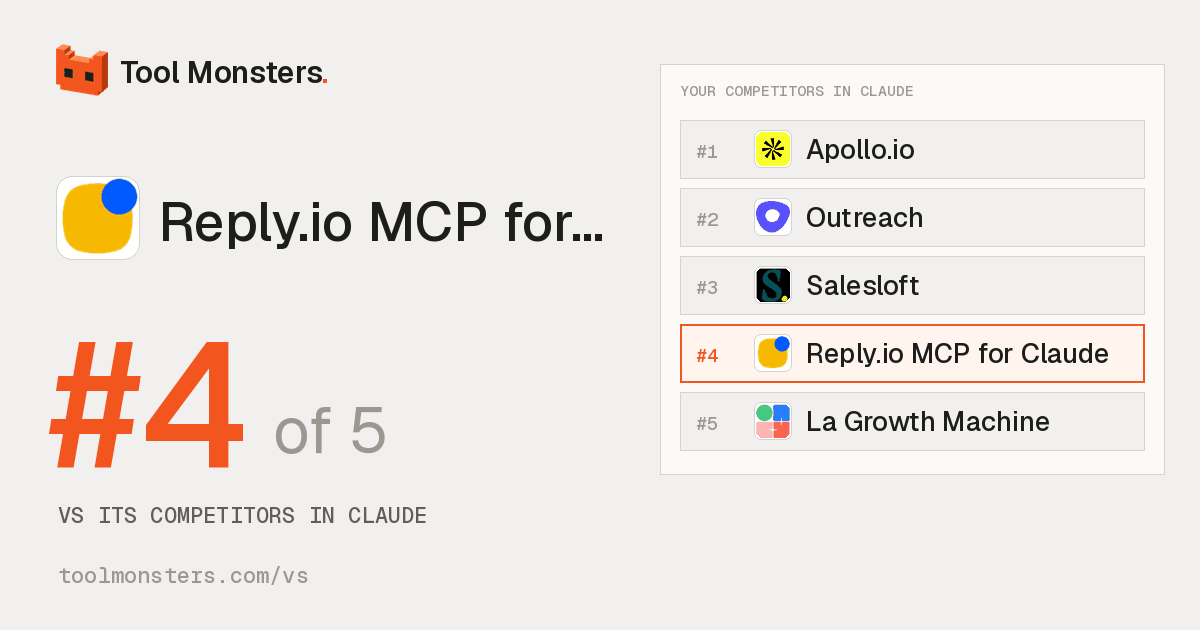 Tool Monsters.
Reply.io MCP for...
#4 of 5
VS ITS COMPETITORS IN CLAUDE
toolmonsters.com/vs
YOUR COMPETITORS IN CLAUDE
#1 Apollo.io
#2 Outreach
#3 Salesloft
#4 Reply.io MCP for Claude
#5 La Growth Machine